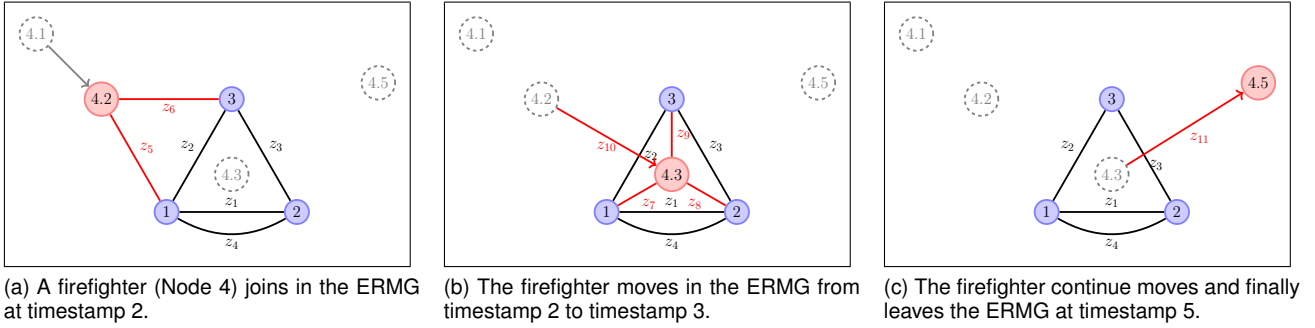 4.1
4.5
4.2
3
z6
z5
z2
z3
4.3
z1
1
2
z4
(a) A firefighter (Node 4) joins in the ERMG
at timestamp 2.
4.1
4.5
4.2
3
z9
z10
z2
z3
4.3
z1
z7
z8
1
2
z4
(b) The firefighter moves in the ERMG from
timestamp 2 to timestamp 3.
4.1
4.5
4.2
3
z11
z2
z3
4.3
z1
1
2
z4
(c) The firefighter continue moves and finally
leaves the ERMG at timestamp 5.